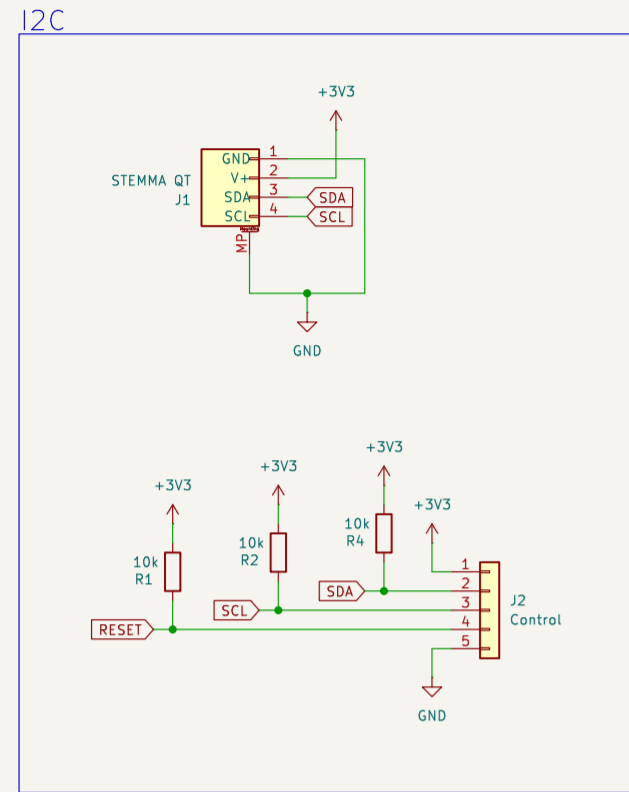 I2C
+3V3
GND 1
V+ 2
STEMMA QT
J1
SDA 3 SDA
SCL 4 SCL
MP
GND
+3V3
+3V3
+3V3
+3V3
10k
R4
10k
R2
10k
R1
1
SDA 2
SCL 3
RESET 4
5
J2
Control
GND